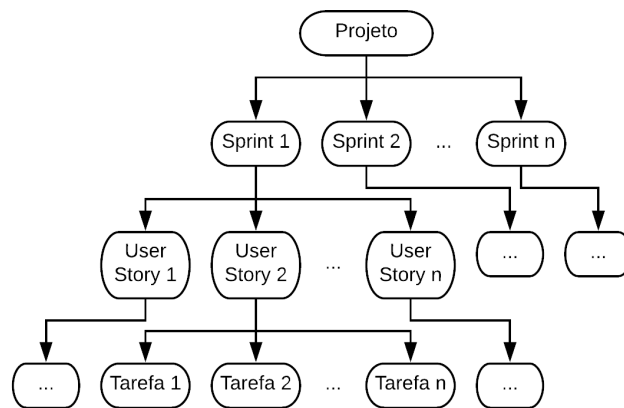 Projeto
Sprint 1
Sprint 2
...
Sprint n
User
Story 1
User
Story 2
...
User
Story n
...
...
...
Tarefa 1
Tarefa 2
...
Tarefa n
...